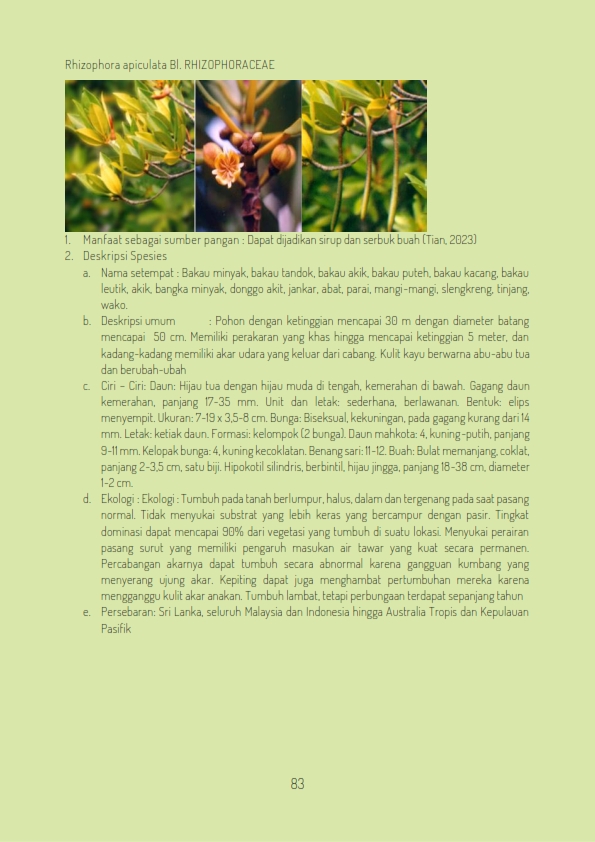 Rhizophora apiculata Bl. RHIZOPHORACEAE
1. Manfaat sebagai sumber pangan : Dapat dijadikan sirup dan serbuk buah (Tian, 2023)
2. Deskripsi Spesies
a. Nama setempat : Bakau minyak, bakau tandok, bakau akik, bakau puteh, bakau kacang, bakau
leutik, akik, bangka minyak, donggo akit, jankar, abat, parai, mangi-mangi, slengkreng, tinjang,
wako.
b. Deskripsi umum : Pohon dengan ketinggian mencapai 30 m dengan diameter batang
mencapai 50 cm. Memiliki perakaran yang khas hingga mencapai ketinggian 5 meter, dan
kadang-kadang memiliki akar udara yang keluar dari cabang. Kulit kayu berwarna abu-abu tua
dan berubah-ubah
c. Ciri – Ciri: Daun: Hijau tua dengan hijau muda di tengah, kemerahan di bawah. Gagang daun
kemerahan, panjang 17-35 mm. Unit dan letak: sederhana, berlawanan. Bentuk: elips
menyempit. Ukuran: 7-19 x 3,5-8 cm. Bunga: Biseksual, kekuningan, pada gagang kurang dari 14
mm. Letak: ketiak daun. Formasi: kelompok (2 bunga). Daun mahkota: 4, kuning-putih, panjang
9-11 mm. Kelopak bunga: 4, kuning kecoklatan. Benang sari: 11-12. Buah: Bulat memanjang, coklat,
panjang 2-3,5 cm, satu biji. Hipokotil silindris, berbintil, hijau jingga, panjang 18-38 cm, diameter
1-2 cm.
d. Ekologi : Ekologi : Tumbuh pada tanah berlumpur, halus, dalam dan tergenang pada saat pasang
normal. Tidak menyukai substrat yang lebih keras yang bercampur dengan pasir. Tingkat
dominasi dapat mencapai 90% dari vegetasi yang tumbuh di suatu lokasi. Menyukai perairan
pasang surut yang memiliki pengaruh masukan air tawar yang kuat secara permanen.
Percabangan akarnya dapat tumbuh secara abnormal karena gangguan kumbang yang
menyerang ujung akar. Kepiting dapat juga menghambat pertumbuhan mereka karena
mengganggu kulit akar anakan. Tumbuh lambat, tetapi perbungaan terdapat sepanjang tahun
e. Persebaran: Sri Lanka, seluruh Malaysia dan Indonesia hingga Australia Tropis dan Kepulauan
Pasifik
83